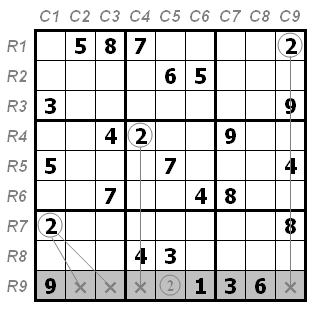 C1 C2 C3 C4 C5 C6 C7 C8 C9
R1 5 8 7 2
R2 6 5
R3 3 9
R4 4 2 9
R5 5 7 4
R6 7 4 8
R7 2 8
R8 4 3
R9 9 × × × 2 1 3 6 ×